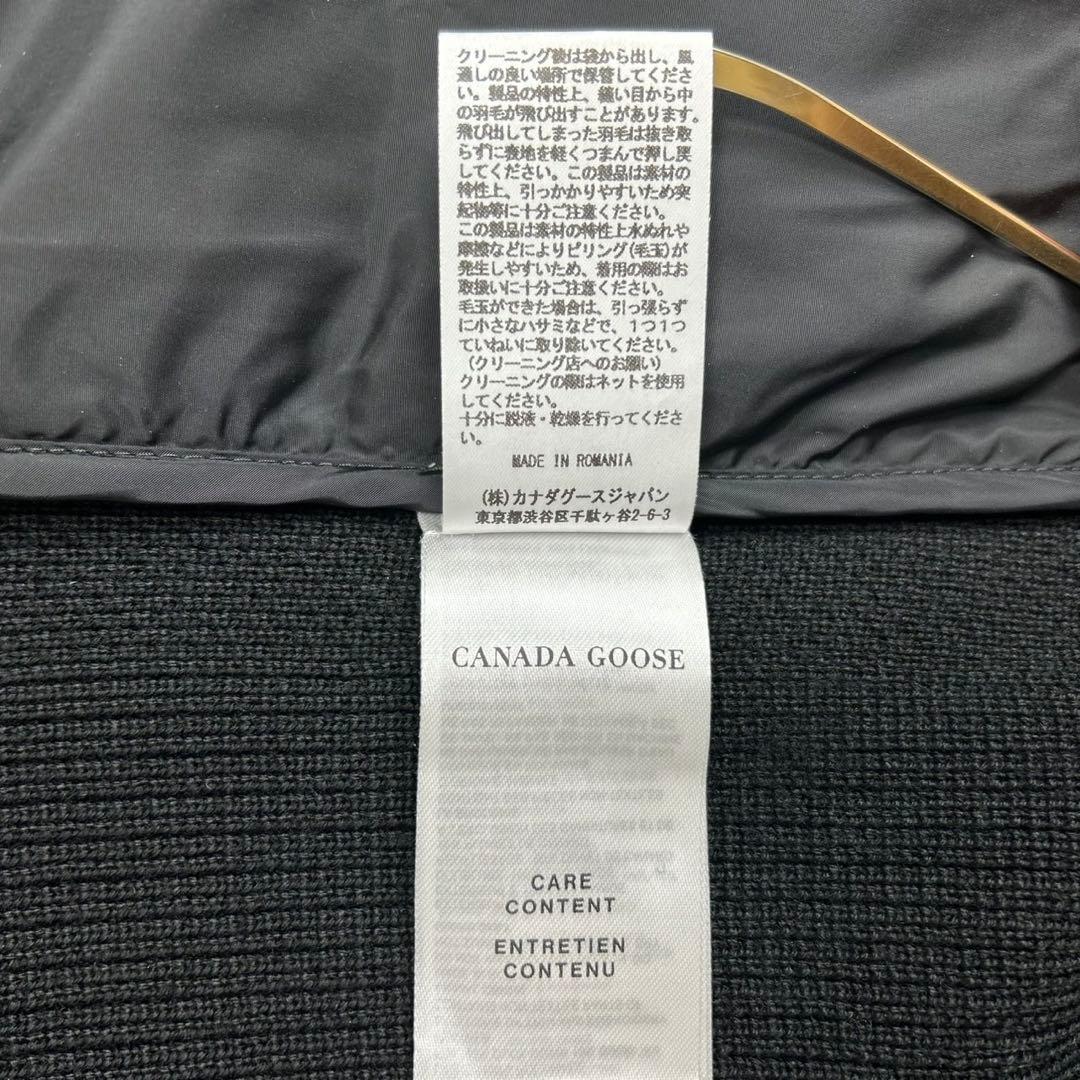 クリーニング後は袋から出し、風
通しの良い場所で保管してくださ
い。製品の特性上、縫い目から中
の羽毛が飛び出すことがあります。
飛び出してしまった羽毛は抜き取
らずに表地を軽くつまんで押し戻
してください。この製品は素材の
特性上、引っかかりやすいため突
起物等に十分ご注意ください。
この製品は素材の特性上水ぬれや
摩擦などによりピリング(毛玉)が
発生しやすいため、着用の際はお
取扱いに十分ご注意ください。
毛玉ができた場合は、引っ張らず
に小さなハサミなどで、1つ1つ
ていねいに取り除いてください。
(クリーニング店へのお願い)
クリーニングの際はネットを使用
してください。
十分に脱液・乾燥を行ってくださ
い。
MADE IN ROMANIA
(株)カナダグースジャパン
東京都渋谷区千駄ヶ谷2-6-3
CANADA GOOSE
CARE
CONTENT
ENTRETIEN
CONTENU